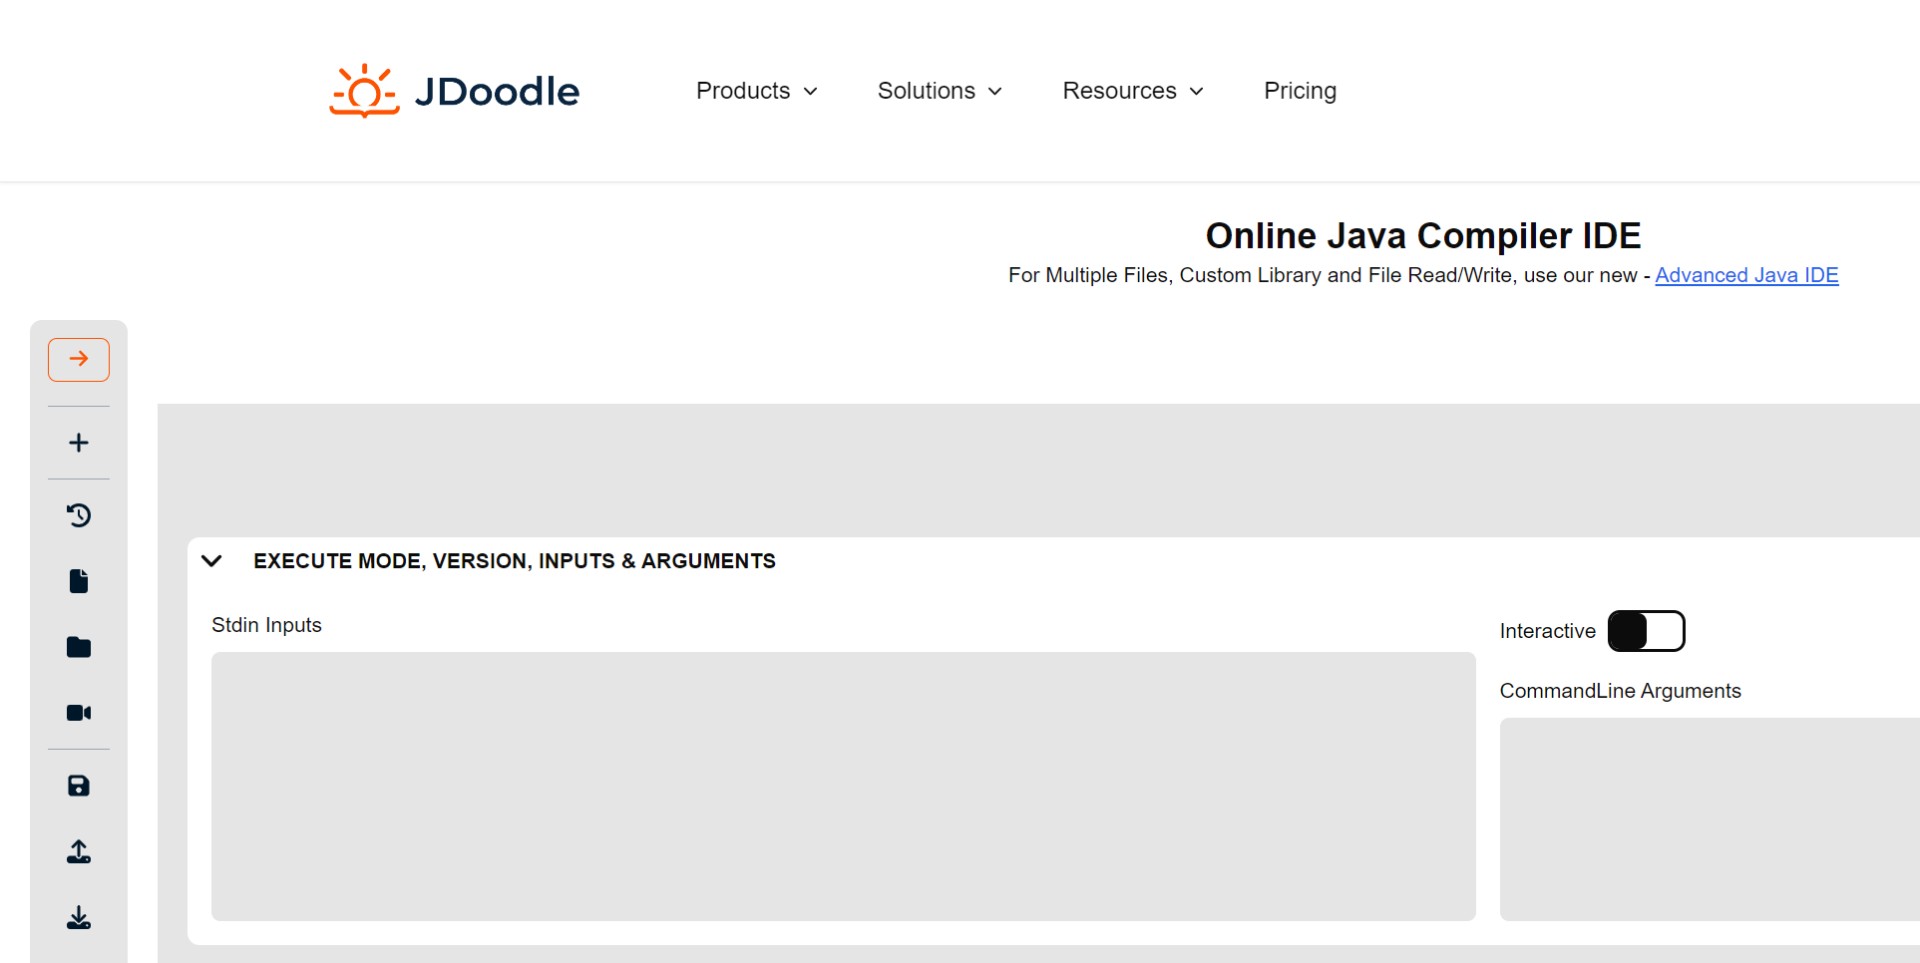 JDoodle
Products
Solutions
Resources
Pricing
Online Java Compiler IDE
For Multiple Files, Custom Library and File Read/Write, use our new - Advanced Java IDE
EXECUTE MODE, VERSION, INPUTS & ARGUMENTS
Stdin Inputs
Interactive
CommandLine Arguments